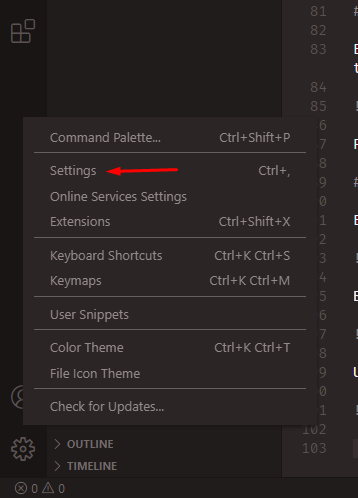 81 #
82
83 E
t
84
85 !
6
Command Palette... Ctrl+Shift+P 7 F
8
Settings Ctrl+, 9 #
Online Services Settings 0
Extensions Ctrl+Shift+X 1 E
2
Keyboard Shortcuts Ctrl+K Ctrl+S 3 !
Keymaps Ctrl+K Ctrl+M 4
5 E
User Snippets 6
7 !
Color Theme Ctrl+K Ctrl+T 8
File Icon Theme 9 U
0
Check for Updates... 1 !
102
OUTLINE 103
TIMELINE
0 0